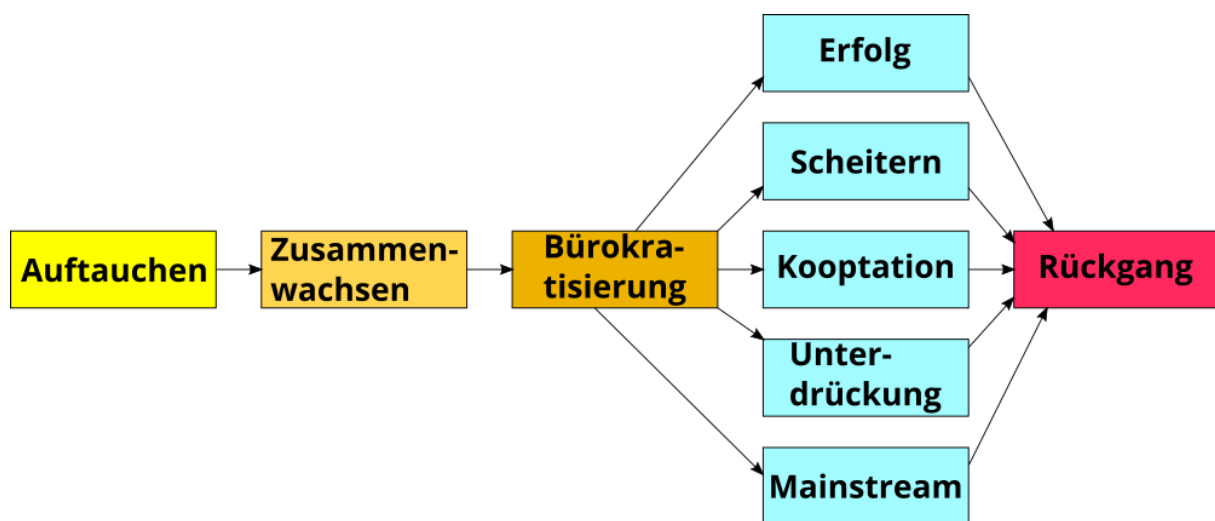 Auftauchen
Zusammen-
wachsen
Bürokra-
tisierung
Erfolg
Scheitern
Kooptation
Unter-
drückung
Mainstream
Rückgang